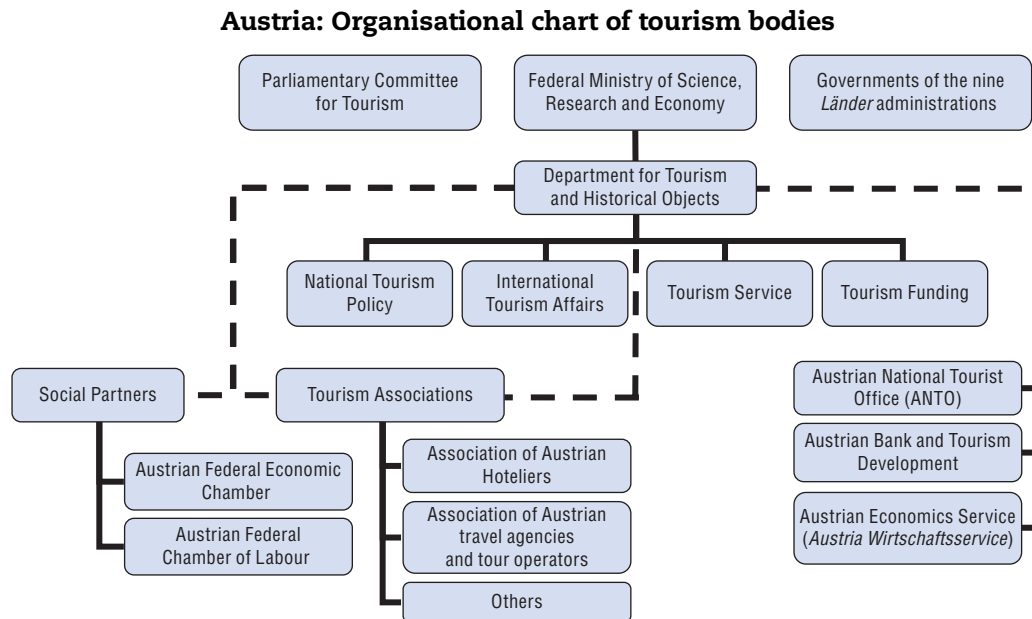 Austria: Organisational chart of tourism bodies
Parliamentary Committee
for Tourism
Federal Ministry of Science,
Research and Economy
Governments of the nine
Länder administrations
Department for Tourism
and Historical Objects
National Tourism
Policy
International
Tourism Affairs
Tourism Service
Tourism Funding
Social Partners
Tourism Associations
Austrian National Tourist
Office (ANTO)
Austrian Federal Economic
Chamber
Association of Austrian
Hoteliers
Austrian Bank and Tourism
Development
Austrian Federal
Chamber of Labour
Association of Austrian
travel agencies
and tour operators
Austrian Economics Service
(Austria Wirtschaftsservice)
Others